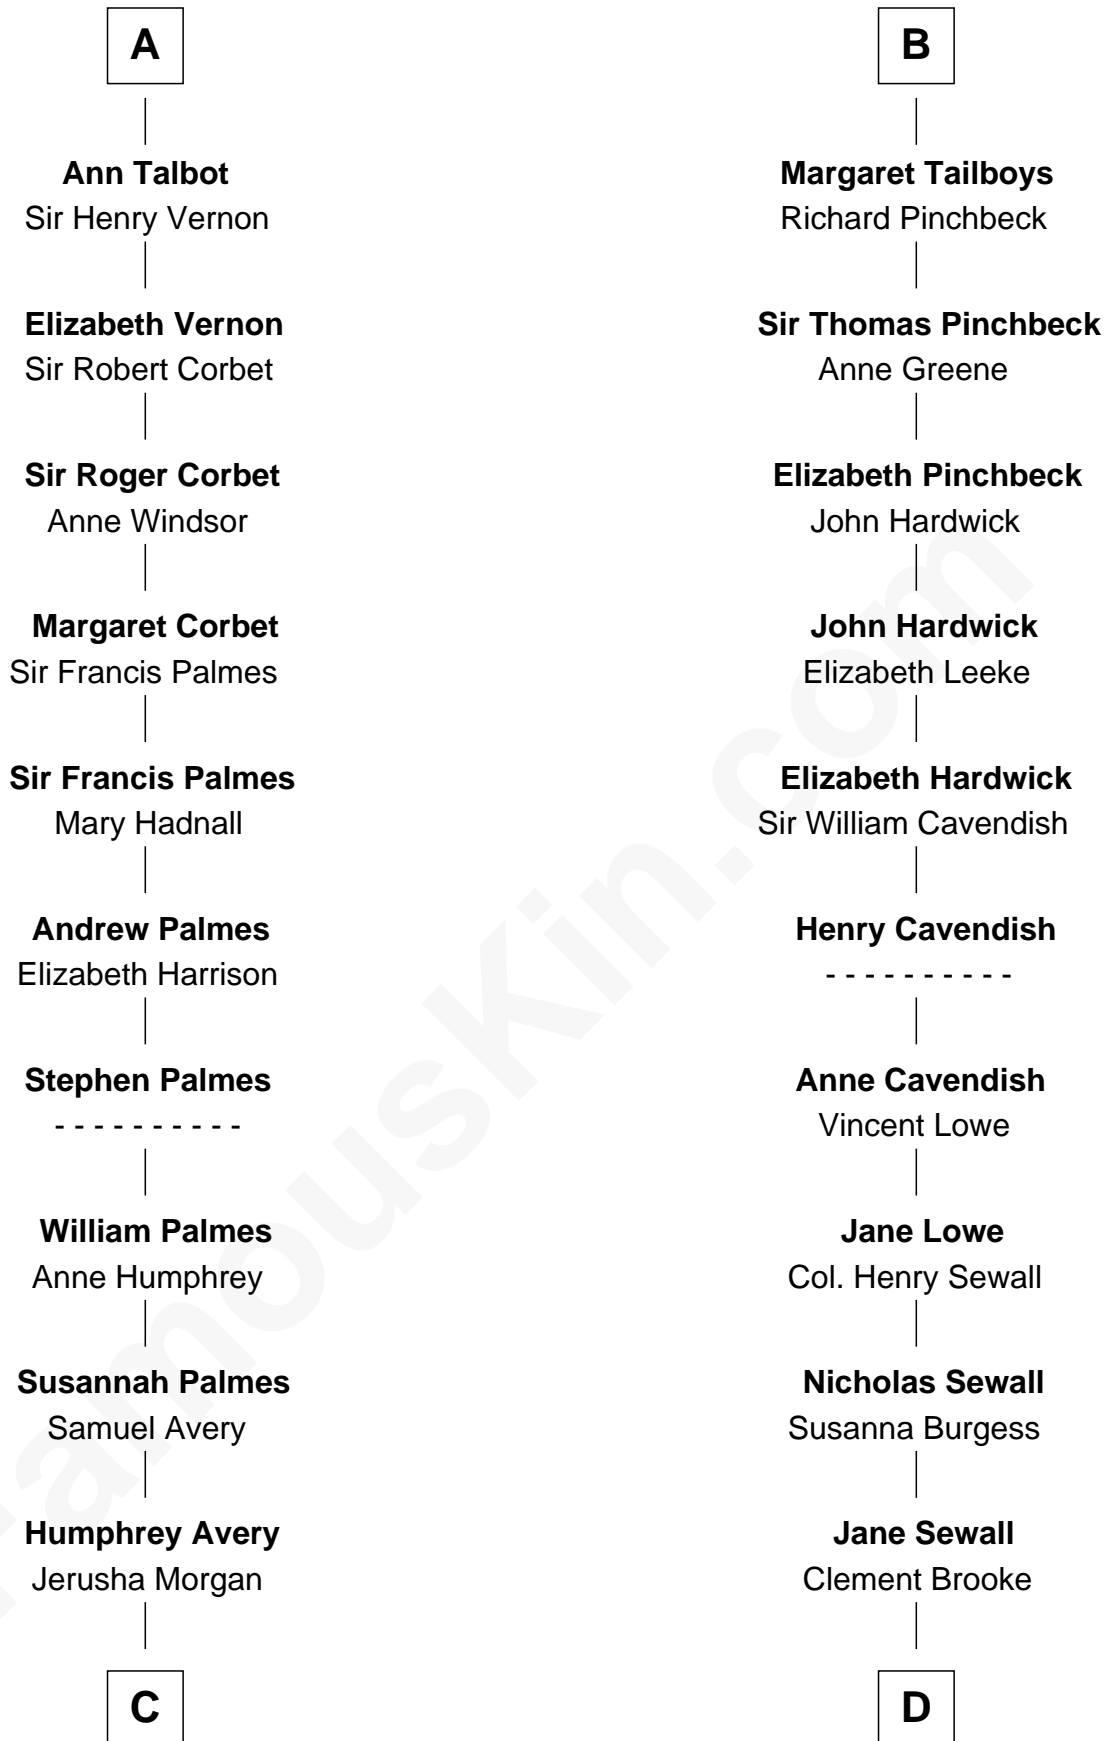 A
Ann Talbot
Sir Henry Vernon
Elizabeth Vernon
Sir Robert Corbet
Sir Roger Corbet
Anne Windsor
Margaret Corbet
Sir Francis Palmes
Sir Francis Palmes
Mary Hadnall
Andrew Palmes
Elizabeth Harrison
Stephen Palmes
- - - - - - - - - -
William Palmes
Anne Humphrey
Susannah Palmes
Samuel Avery
Humphrey Avery
Jerusha Morgan
C
B
Margaret Tailboys
Richard Pinchbeck
Sir Thomas Pinchbeck
Anne Greene
Elizabeth Pinchbeck
John Hardwick
John Hardwick
Elizabeth Leeke
Elizabeth Hardwick
Sir William Cavendish
Henry Cavendish
- - - - - - - - - -
Anne Cavendish
Vincent Lowe
Jane Lowe
Col. Henry Sewall
Nicholas Sewall
Susanna Burgess
Jane Sewall
Clement Brooke
D
FamousKin.com